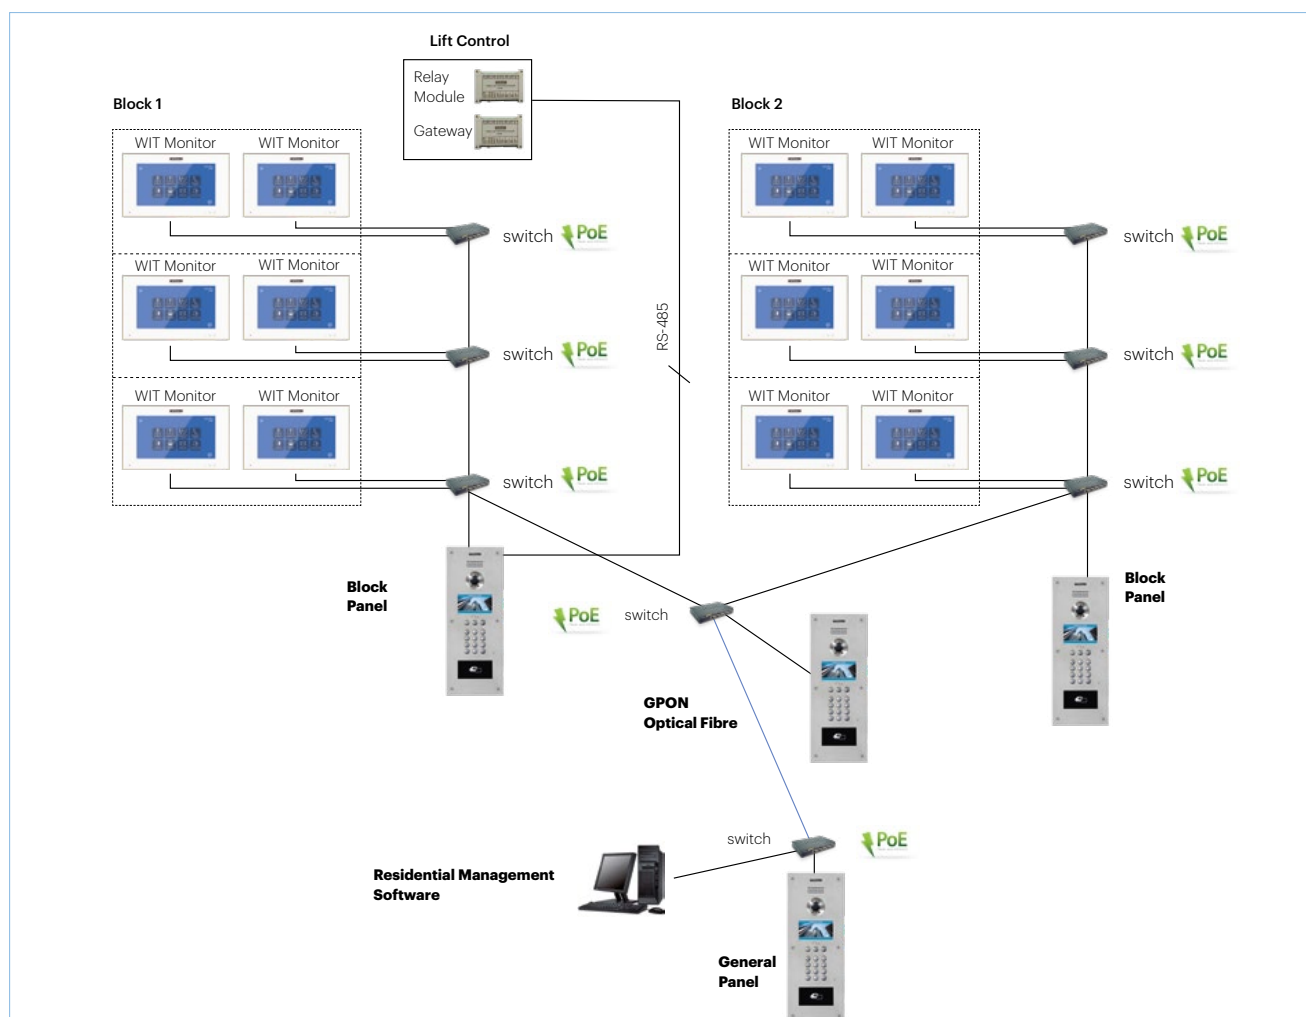 Lift Control
Relay
Module
Gateway
Block 1
Block 2
WIT Monitor
WIT Monitor
WIT Monitor
WIT Monitor
switch
PoE
switch
PoE
WIT Monitor
WIT Monitor
WIT Monitor
WIT Monitor
RS-485
switch
PoE
switch
PoE
WIT Monitor
WIT Monitor
WIT Monitor
WIT Monitor
switch
PoE
switch
PoE
Block
Panel
Block
Panel
PoE
switch
GPON
Optical Fibre
switch
PoE
Residential Management
Software
General
Panel